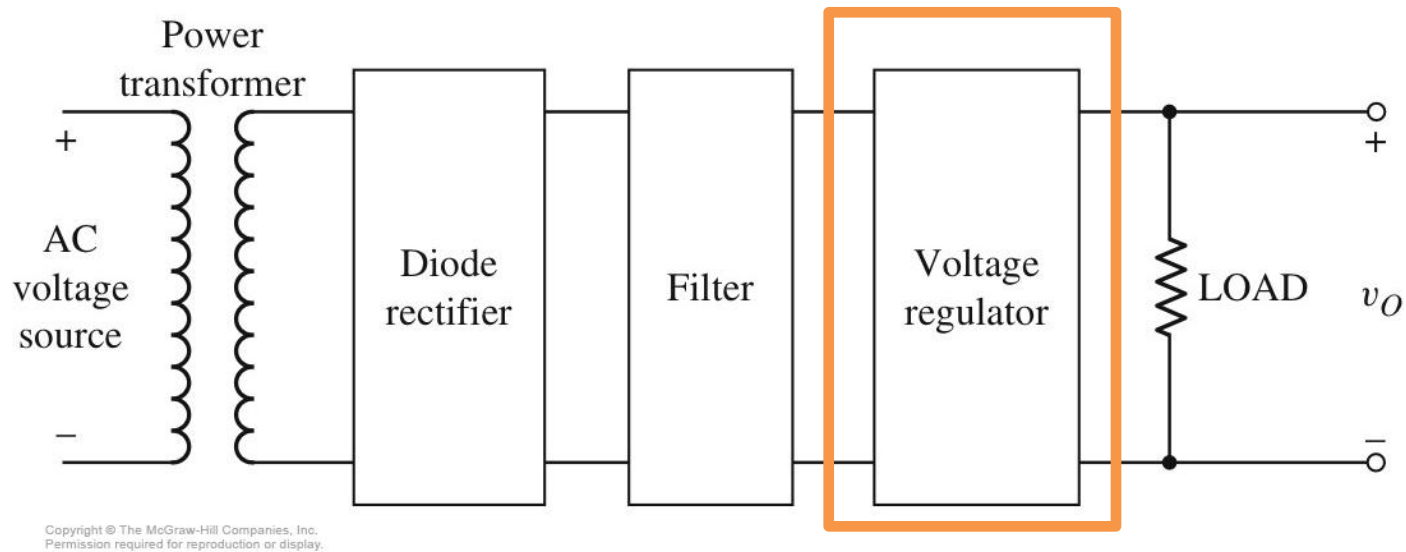 Power
transformer
+
AC
voltage
source
−
Diode
rectifier
Filter
Voltage
regulator
LOAD
+
v_O
−
Copyright © The McGraw-Hill Companies, Inc.
Permission required for reproduction or display.